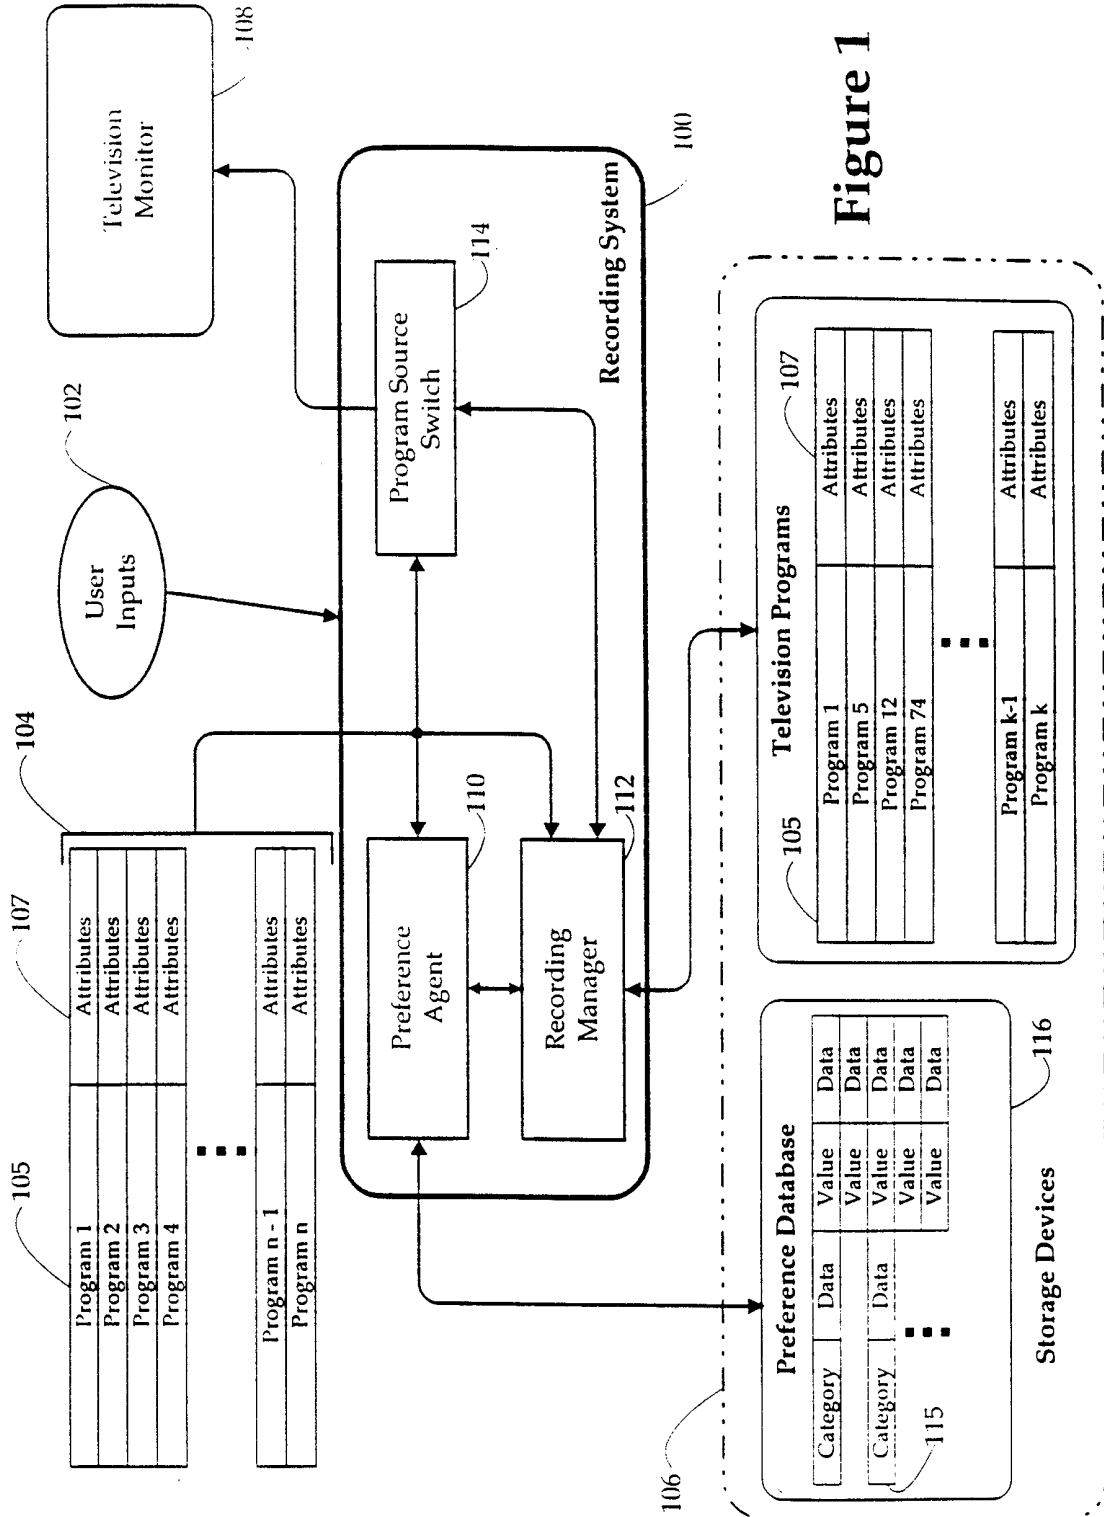 105
107
104
Program 1 Attributes
Program 2 Attributes
Program 3 Attributes
Program 4 Attributes
Program n - 1 Attributes
Program n Attributes
102
User
Inputs
Television
Monitor
108
Preference
Agent
110
Recording
Manager
112
Program Source
Switch
114
Recording System
100
106
Preference Database
Category Data Value Data
Value Data
Category Data Value Data
Value Data
Value Data
115
116
Storage Devices
Television Programs
105
107
Program 1 Attributes
Program 5 Attributes
Program 12 Attributes
Program 74 Attributes
Program k-1 Attributes
Program k Attributes
Figure 1